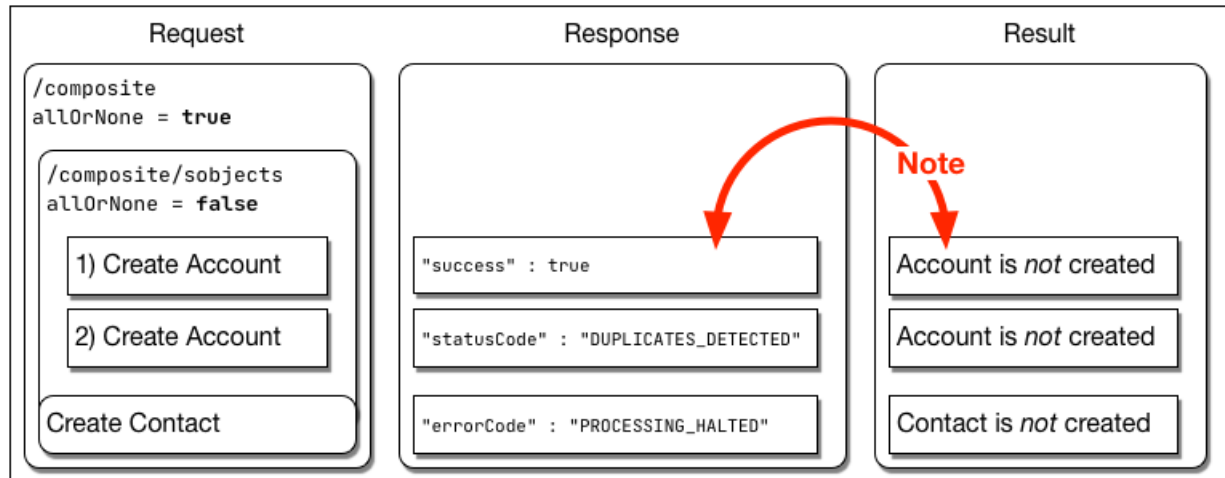 Request
Response
Result
/composite
allOrNone = true
/composite/sobjects
allOrNone = false
Note
1) Create Account
"success" : true
Account is not created
2) Create Account
"statusCode" : "DUPLICATES_DETECTED"
Account is not created
Create Contact
"errorCode" : "PROCESSING_HALTED"
Contact is not created